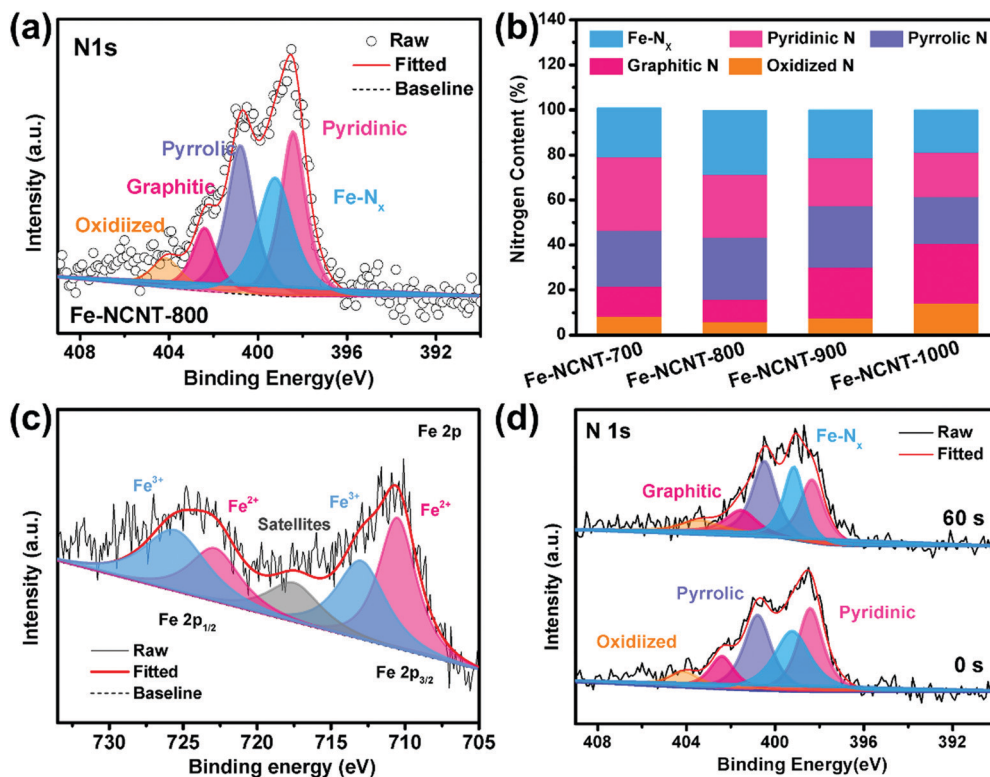 (a)
N1s
Raw
Fitted
Baseline
Pyridinic
Pyrrolic
Graphitic
Fe-Nx
Oxidiized
Fe-NCNT-800
Intensity (a.u.)
408 404 400 396 392
Binding Energy(eV)
(b)
Fe-Nx Pyridinic N Pyrrolic N
Graphitic N Oxidized N
Nitrogen Content (%)
140
120
100
80
60
40
20
0
Fe-NCNT-700
Fe-NCNT-800
Fe-NCNT-900
Fe-NCNT-1000
(c)
Fe 2p
Fe3+
Fe2+
Satellites
Fe3+
Fe2+
Fe 2p1/2
Fe 2p3/2
Raw
Fitted
Baseline
Intensity (a.u.)
730 725 720 715 710 705
Binding energy(eV)
(d)
N 1s
Raw
Fitted
Fe-Nx
Graphitic
60 s
Pyrrolic
Pyridinic
Oxidiized
0 s
Intensity (a.u.)
408 404 400 396 392
Binding Energy (eV)